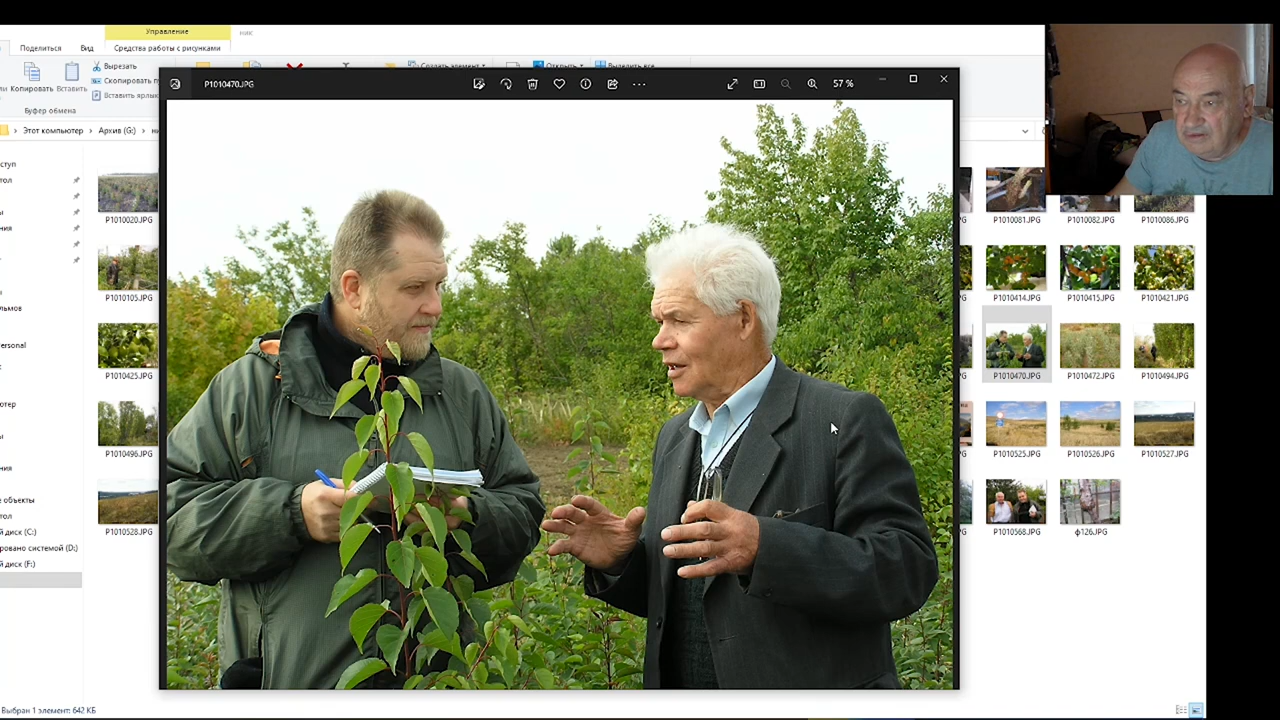 Управление
Поделиться
Вид
Средства работы с рисунками
Копировать
Вставить
Вырезать
Буфер обмена
Этот компьютер > Архив (G:) >
P1010470.JPG
57 %
P1010020.JPG
P1010081.JPG
P1010082.JPG
P1010086.JPG
P1010105.JPG
P1010414.JPG
P1010415.JPG
P1010421.JPG
P1010425.JPG
P1010470.JPG
P1010472.JPG
P1010494.JPG
P1010496.JPG
P1010525.JPG
P1010526.JPG
P1010527.JPG
P1010528.JPG
P1010568.JPG
ф126.JPG
диск (C:)
(D:)
диск (F:)
Выбран 1 элемент: 642 КБ